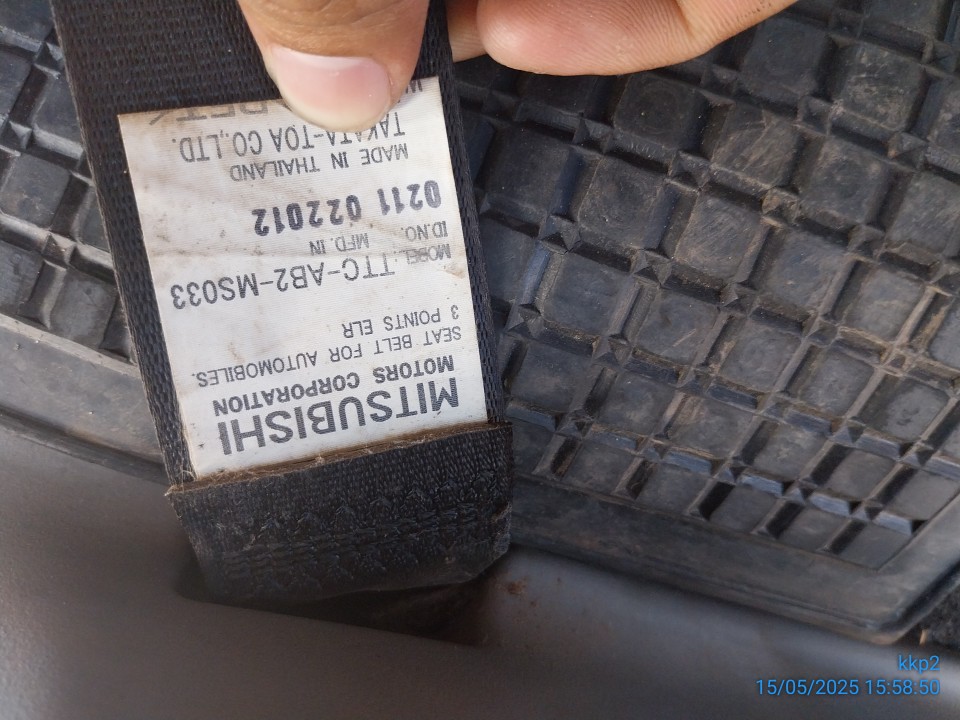 MITSUBISHI
MOTORS CORPORATION
SEAT BELT FOR AUTOMOBILES.
3 POINTS ELR
MODEL. TTC-AB2-MS033
ID.NO. MFD. IN
0211 022012
MADE IN THAILAND
TAKATA-TOA CO.,LTD.
kkp2
15/05/2025 15:58:50